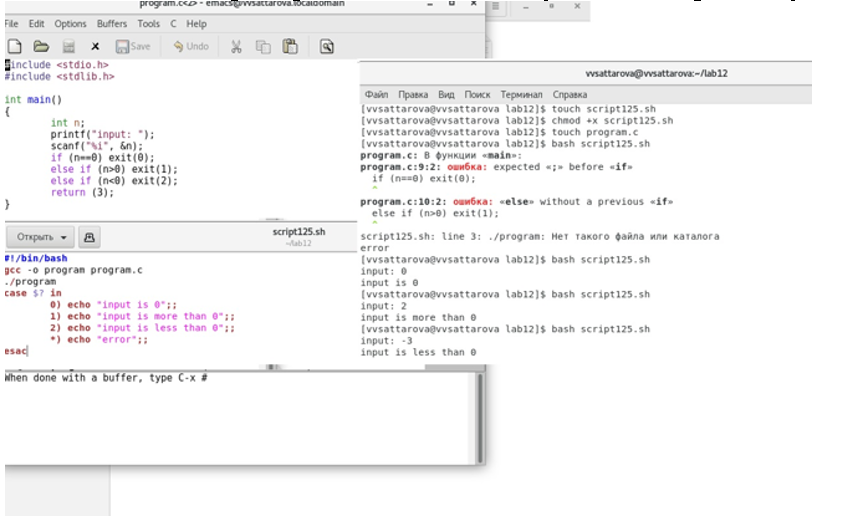 program.c<2> - emacs@vvsattarova.localdomain
File Edit Options Buffers Tools C Help
Save Undo
#include <stdio.h>
#include <stdlib.h>
int main()
{
int n;
printf("input: ");
scanf("%i", &n);
if (n==0) exit(0);
else if (n>0) exit(1);
else if (n<0) exit(2);
return (3);
}
Открыть
script125.sh
~/lab12
#!/bin/bash
gcc -o program program.c
./program
case $? in
0) echo "input is 0";;
1) echo "input is more than 0";;
2) echo "input is less than 0";;
*) echo "error";;
esac
When done with a buffer, type C-x #
vvsattarova@vvsattarova:~/lab12
Файл Правка Вид Поиск Терминал Справка
[vvsattarova@vvsattarova lab12]$ touch script125.sh
[vvsattarova@vvsattarova lab12]$ chmod +x script125.sh
[vvsattarova@vvsattarova lab12]$ touch program.c
[vvsattarova@vvsattarova lab12]$ bash script125.sh
program.c: В функции «main»:
program.c:9:2: ошибка: expected «;» before «if»
if (n==0) exit(0);
^
program.c:10:2: ошибка: «else» without a previous «if»
else if (n>0) exit(1);
^
script125.sh: line 3: ./program: Нет такого файла или каталога
error
[vvsattarova@vvsattarova lab12]$ bash script125.sh
input: 0
input is 0
[vvsattarova@vvsattarova lab12]$ bash script125.sh
input: 2
input is more than 0
[vvsattarova@vvsattarova lab12]$ bash script125.sh
input: -3
input is less than 0